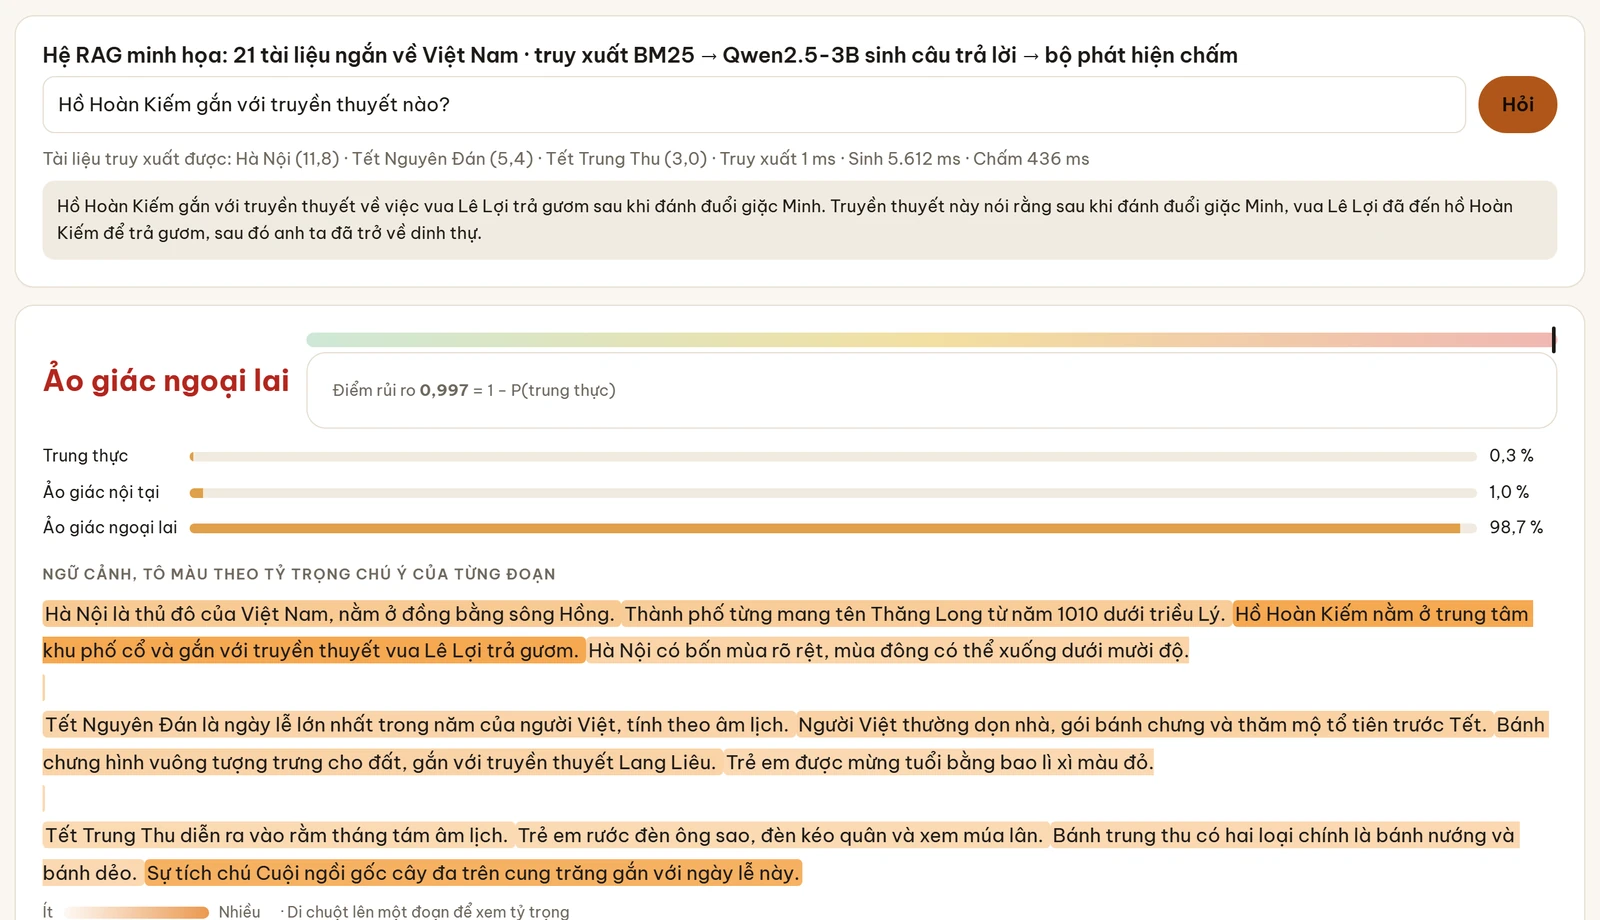 Hệ RAG minh họa: 21 tài liệu ngắn về Việt Nam · truy xuất BM25 → Qwen2.5-3B sinh câu trả lời → bộ phát hiện chấm
Hồ Hoàn Kiếm gắn với truyền thuyết nào?
Hỏi
Tài liệu truy xuất được: Hà Nội (11,8) · Tết Nguyên Đán (5,4) · Tết Trung Thu (3,0) · Truy xuất 1 ms · Sinh 5.612 ms · Chấm 436 ms
Hồ Hoàn Kiếm gắn với truyền thuyết về việc vua Lê Lợi trả gươm sau khi đánh đuổi giặc Minh. Truyền thuyết này nói rằng sau khi đánh đuổi giặc Minh, vua Lê Lợi đã đến hồ Hoàn
Kiếm để trả gươm, sau đó anh ta đã trở về dinh thự.
Ảo giác ngoại lai
Điểm rủi ro 0,997 = 1 − P(trung thực)
Trung thực 0,3 %
Ảo giác nội tại 1,0 %
Ảo giác ngoại lai 98,7 %
NGỮ CẢNH, TÔ MÀU THEO TỶ TRỌNG CHÚ Ý CỦA TỪNG ĐOẠN
Hà Nội là thủ đô của Việt Nam, nằm ở đồng bằng sông Hồng. Thành phố từng mang tên Thăng Long từ năm 1010 dưới triều Lý. Hồ Hoàn Kiếm nằm ở trung tâm
khu phố cổ và gắn với truyền thuyết vua Lê Lợi trả gươm. Hà Nội có bốn mùa rõ rệt, mùa đông có thể xuống dưới mười độ.
Tết Nguyên Đán là ngày lễ lớn nhất trong năm của người Việt, tính theo âm lịch. Người Việt thường dọn nhà, gói bánh chưng và thăm mộ tổ tiên trước Tết. Bánh
chưng hình vuông tượng trưng cho đất, gắn với truyền thuyết Lang Liêu. Trẻ em được mừng tuổi bằng bao lì xì màu đỏ.
Tết Trung Thu diễn ra vào rằm tháng tám âm lịch. Trẻ em rước đèn ông sao, đèn kéo quân và xem múa lân. Bánh trung thu có hai loại chính là bánh nướng và
bánh dẻo. Sự tích chú Cuội ngồi gốc cây đa trên cung trăng gắn với ngày lễ này.
Ít Nhiều · Di chuột lên một đoạn để xem tỷ trọng